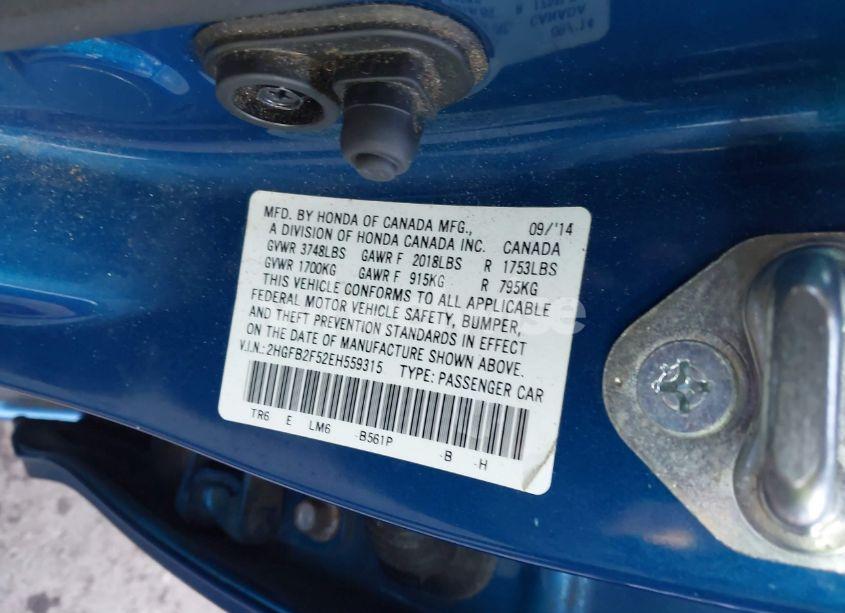 MFD. BY HONDA OF CANADA MFG., 09/'14
A DIVISION OF HONDA CANADA INC. CANADA
GVWR 3748LBS GAWR F 2018LBS R 1753LBS
GVWR 1700KG GAWR F 915KG R 795KG
THIS VEHICLE CONFORMS TO ALL APPLICABLE
FEDERAL MOTOR VEHICLE SAFETY, BUMPER,
AND THEFT PREVENTION STANDARDS IN EFFECT
ON THE DATE OF MANUFACTURE SHOWN ABOVE.
V.I.N.:2HGFB2F52EH559315 TYPE: PASSENGER CAR
TR6 E LM6 -B561P -B -H